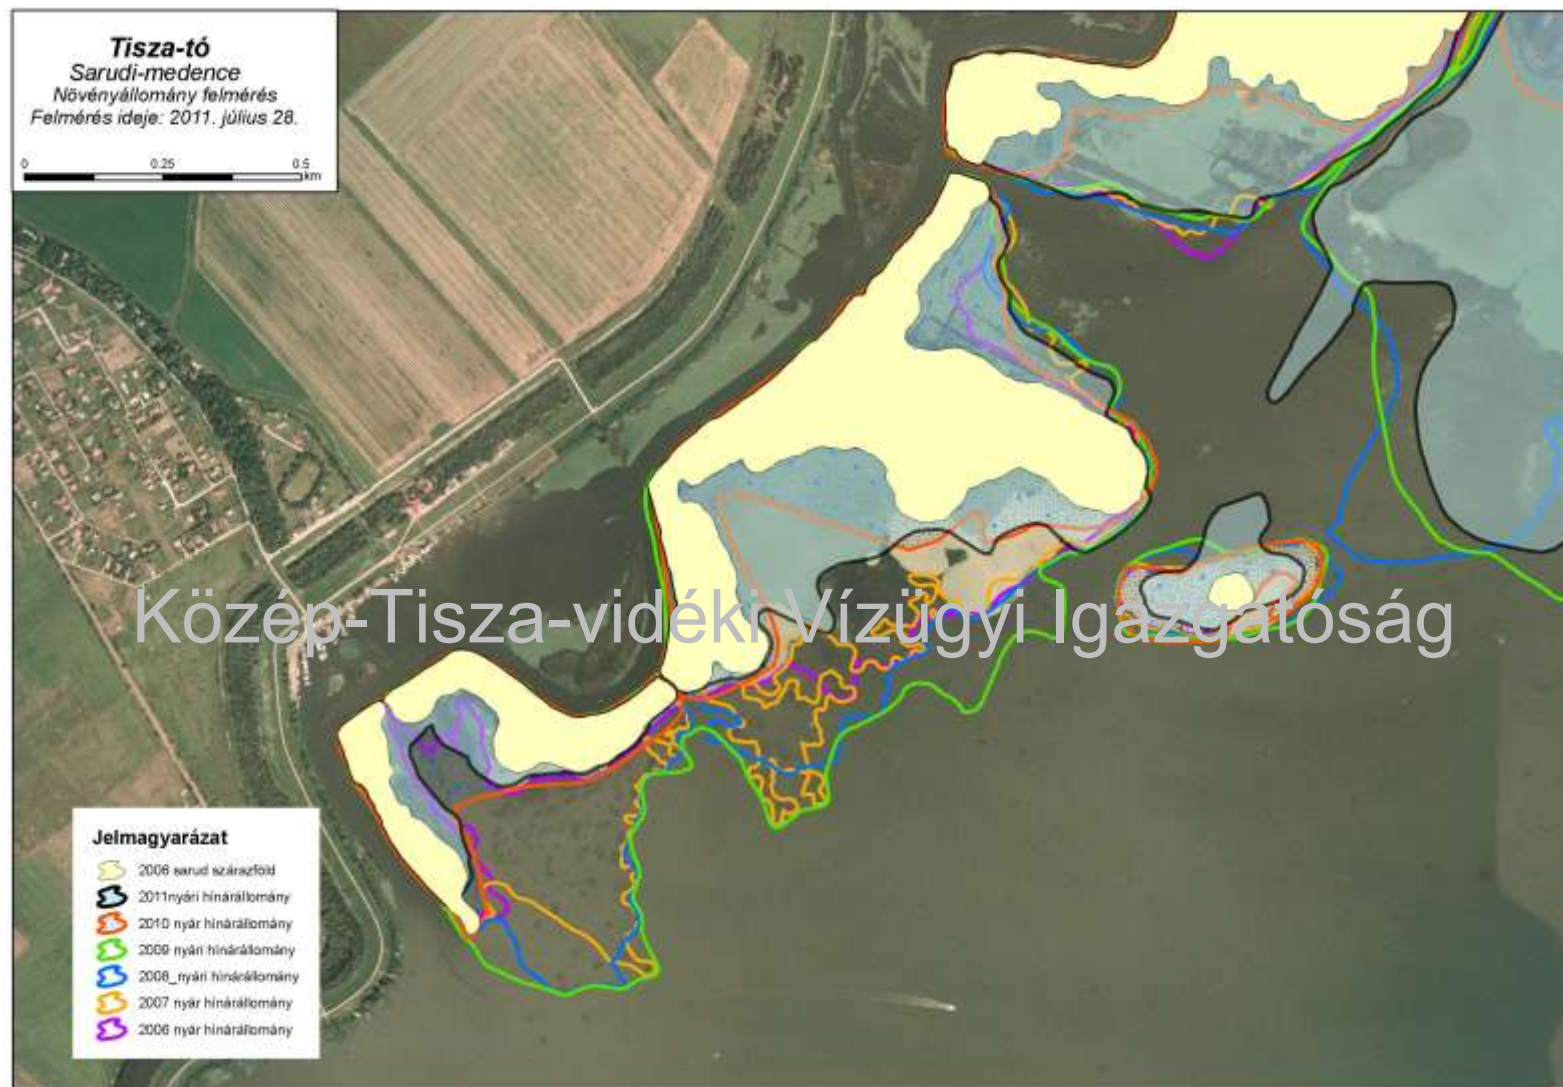 Tisza-tó
Sarudi-medence
Növényállomány felmérés
Felmérés ideje: 2011. július 28.
0 0.25 0.5
km
Közép-Tisza-vidéki Vízügyi Igazgatóság
Jelmagyarázat
2006 sarud szárazföld
2011nyári hínárállomány
2010 nyár hínárállomány
2009 nyári hínárállomány
2008_nyári hínárállomány
2007 nyár hínárállomány
2006 nyár hínárállomány